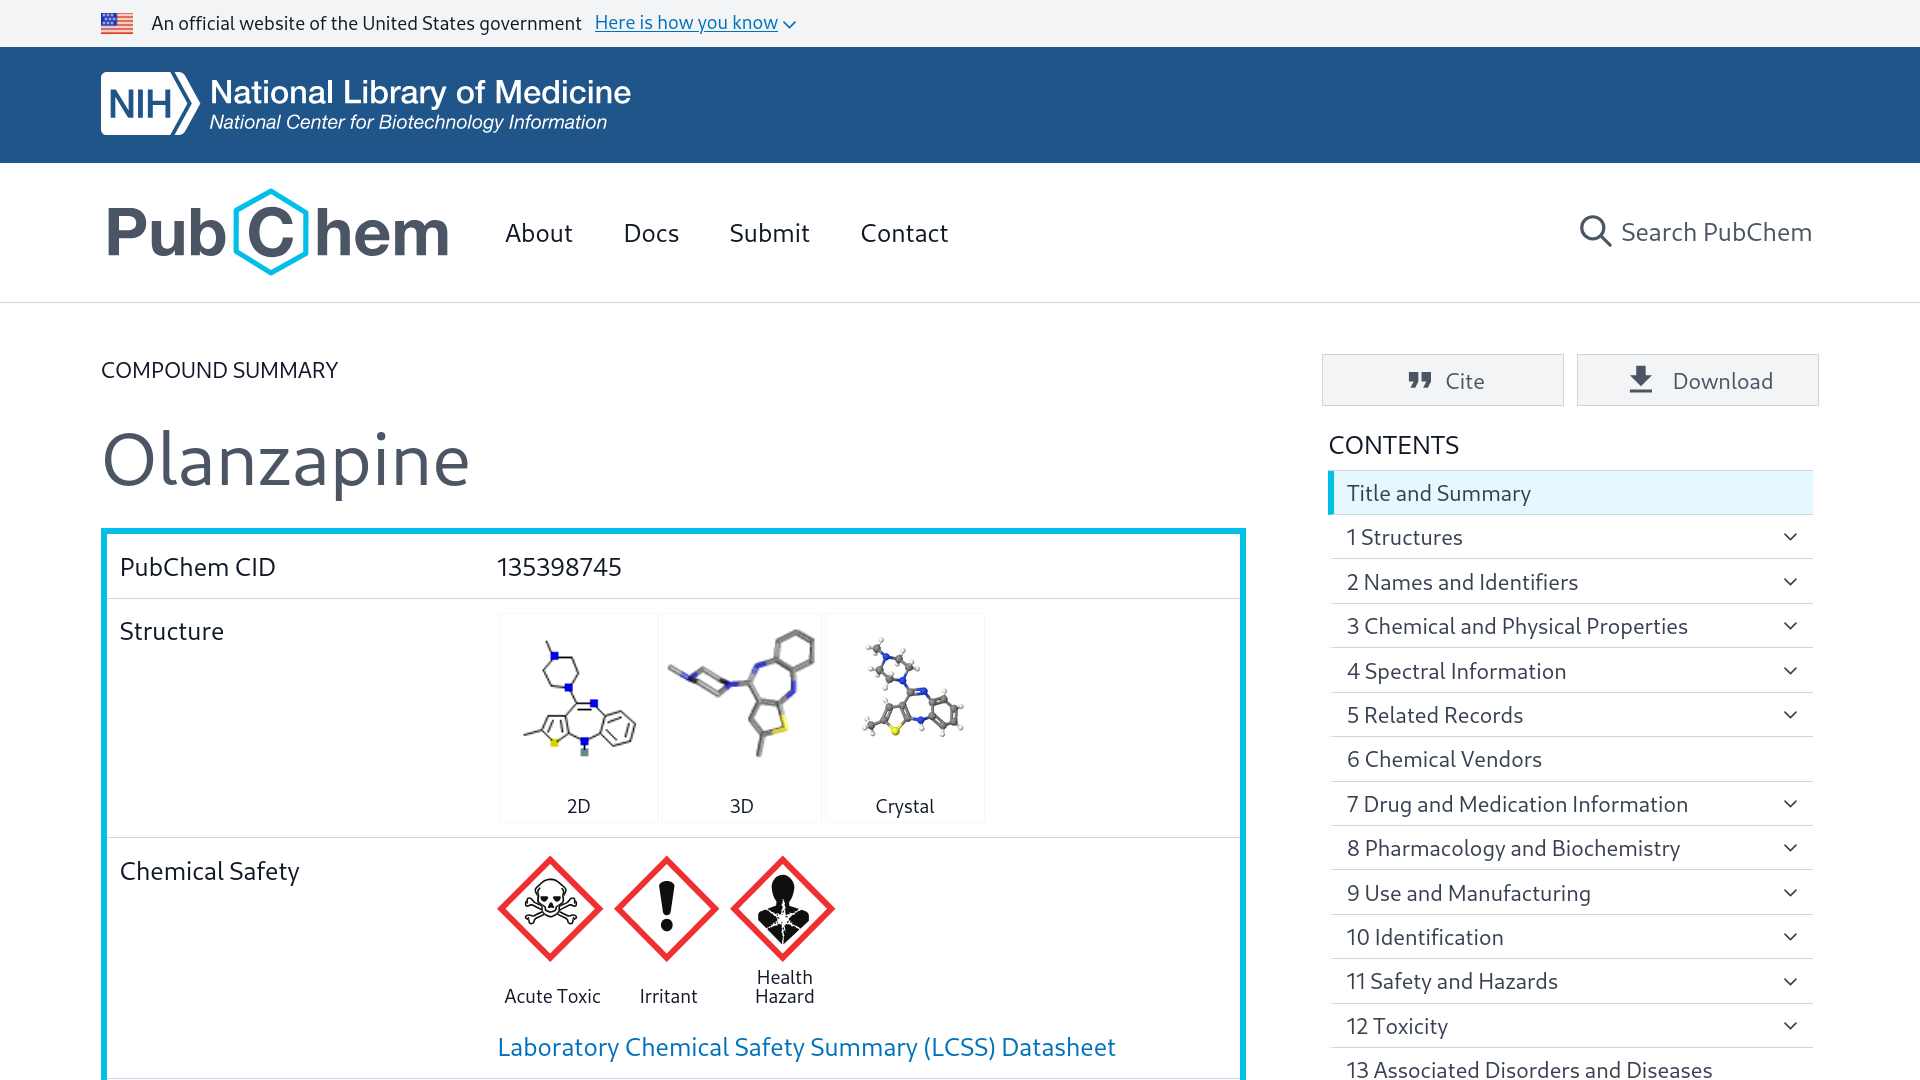 An official website of the United States government Here is how you know
NIH National Library of Medicine
National Center for Biotechnology Information
PubChem About Docs Submit Contact Search PubChem
COMPOUND SUMMARY
Olanzapine
PubChem CID 135398745
Structure
2D 3D Crystal
Chemical Safety
Acute Toxic Irritant Health Hazard
Laboratory Chemical Safety Summary (LCSS) Datasheet
Cite Download
CONTENTS
Title and Summary
1 Structures
2 Names and Identifiers
3 Chemical and Physical Properties
4 Spectral Information
5 Related Records
6 Chemical Vendors
7 Drug and Medication Information
8 Pharmacology and Biochemistry
9 Use and Manufacturing
10 Identification
11 Safety and Hazards
12 Toxicity
13 Associated Disorders and Diseases